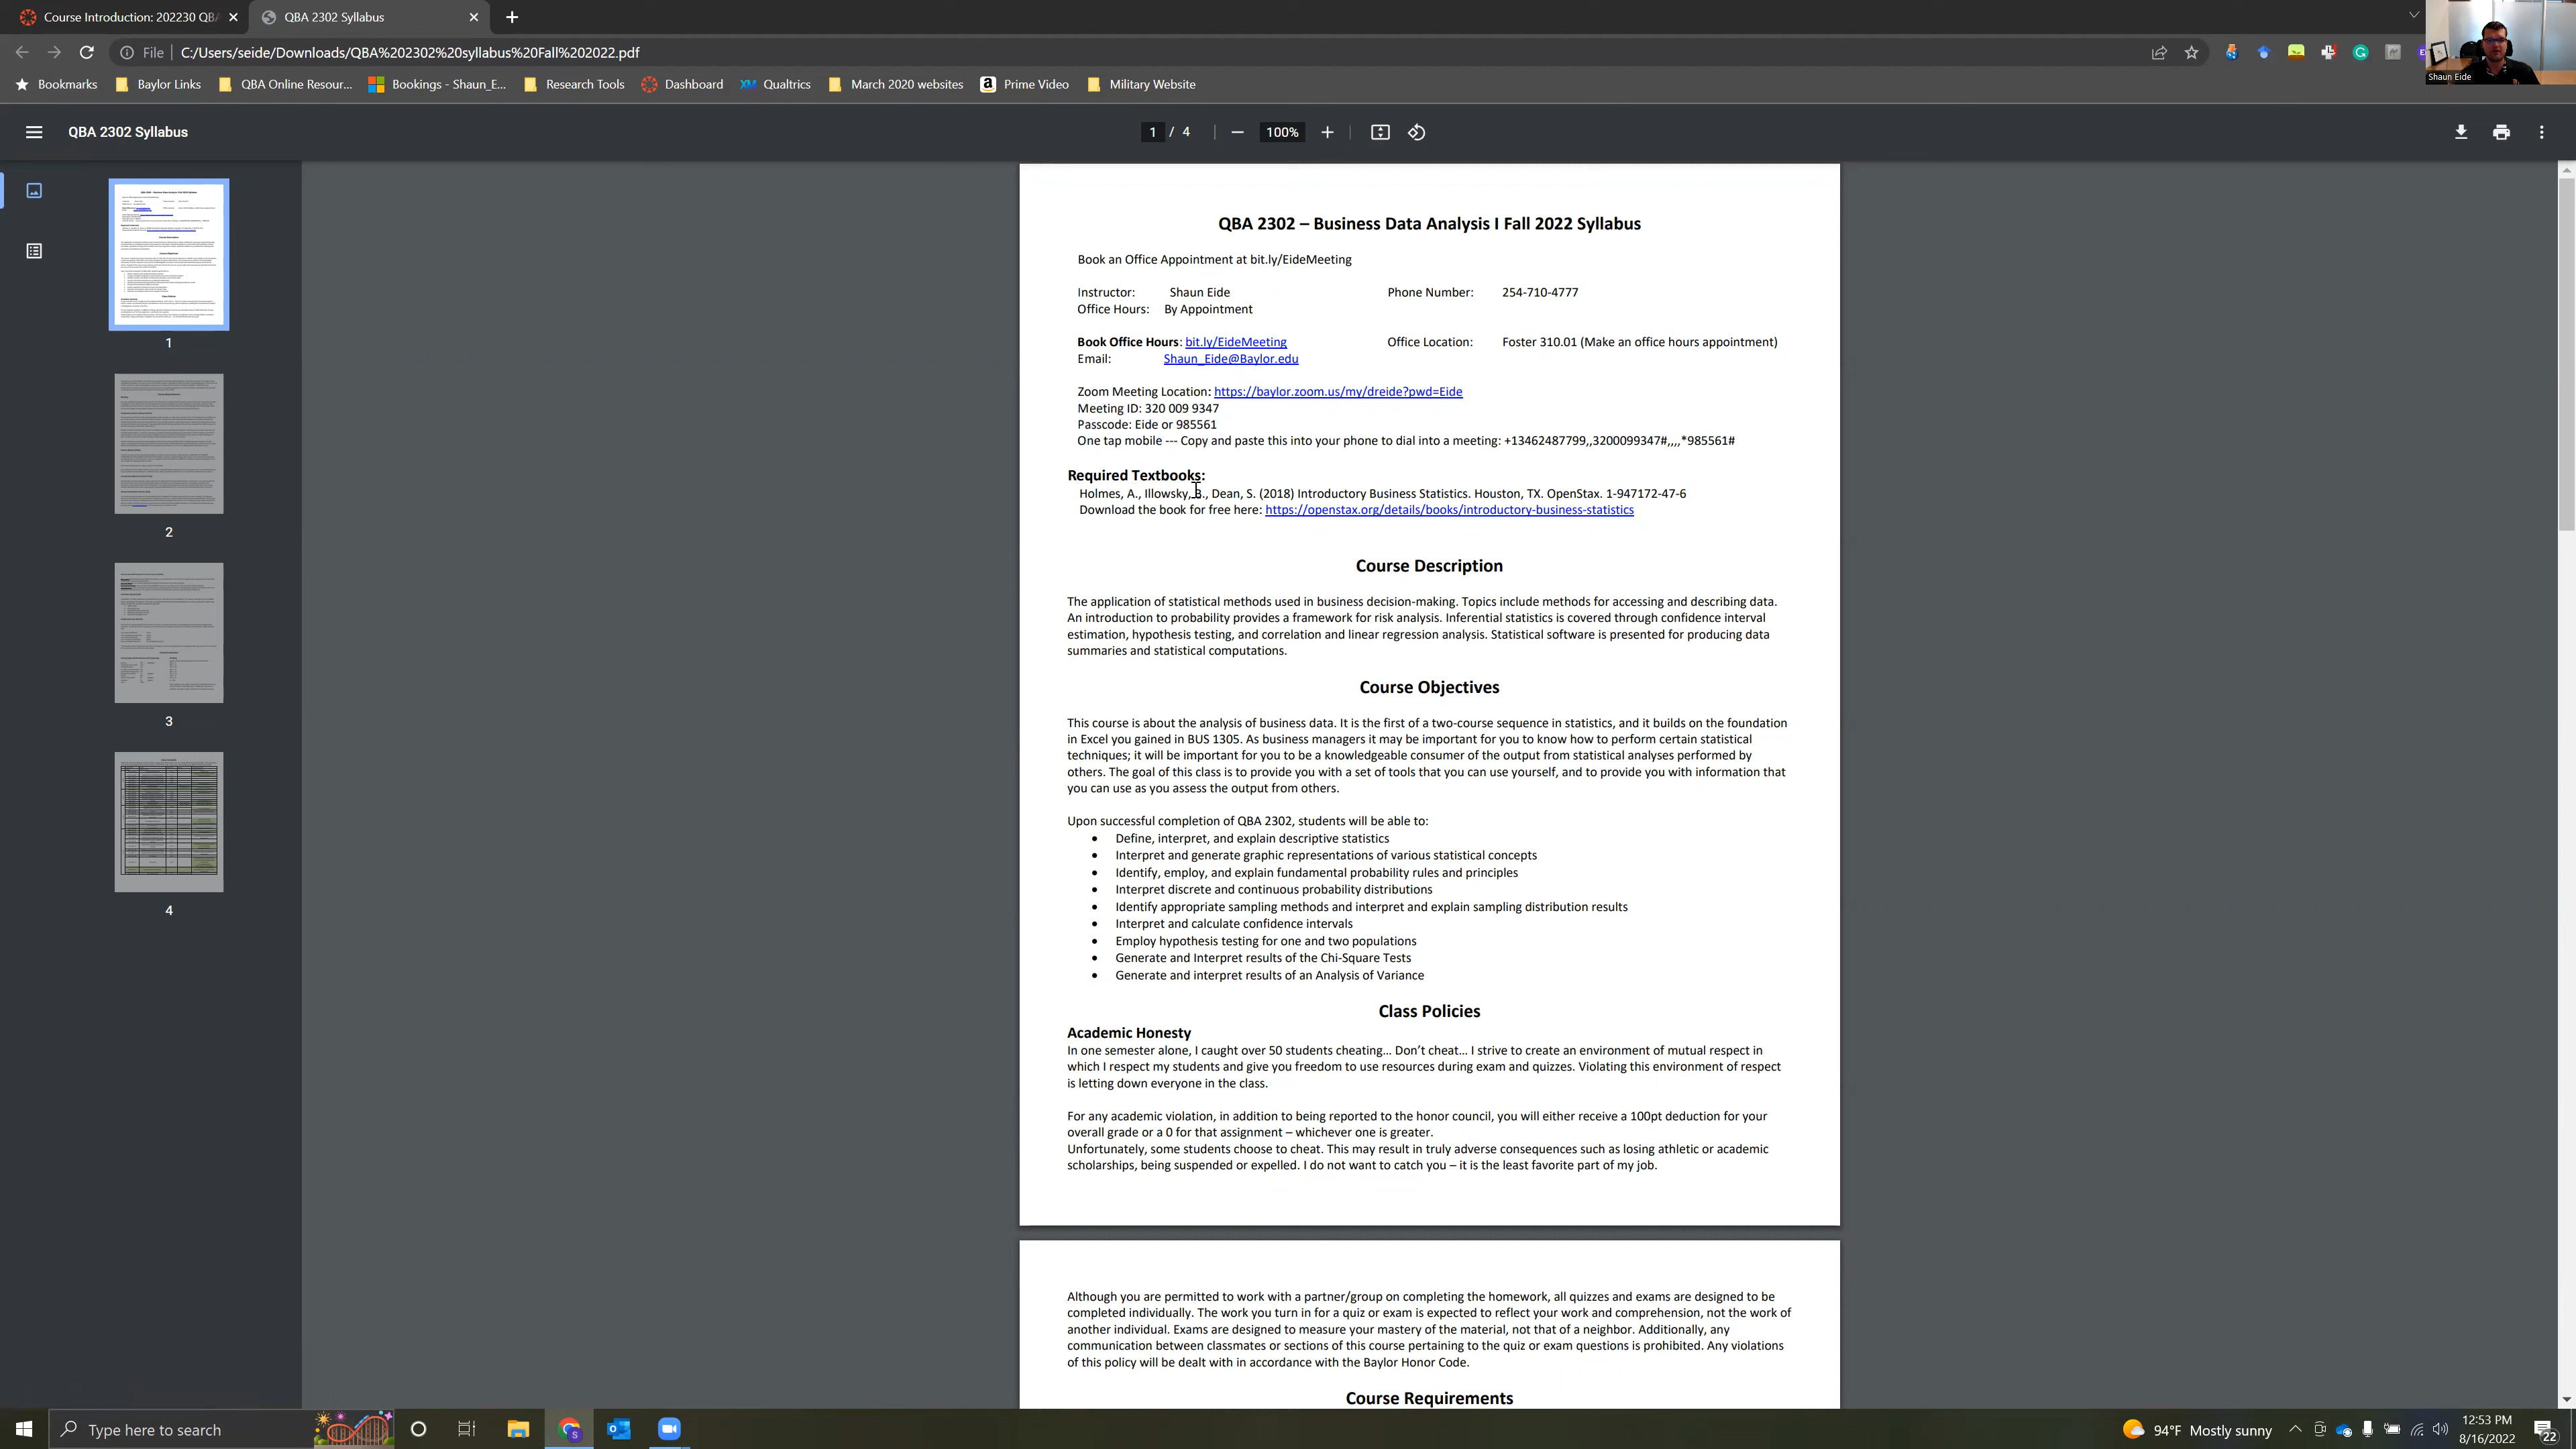 Course Introduction: 202230 QBA
QBA 2302 Syllabus
File
C:/Users/seide/Downloads/QBA%202302%20syllabus%20Fall%202022.pdf
Bookmarks
Baylor Links
QBA Online Resour...
Bookings - Shaun_E...
Research Tools
Dashboard
XM Qualtrics
March 2020 websites
Prime Video
Military Website
Shaun Eide
QBA 2302 Syllabus
1 / 4
100%
1
2
3
4
QBA 2302 – Business Data Analysis I Fall 2022 Syllabus
Book an Office Appointment at bit.ly/EideMeeting
Instructor: Shaun Eide Phone Number: 254-710-4777
Office Hours: By Appointment
Book Office Hours: bit.ly/EideMeeting Office Location: Foster 310.01 (Make an office hours appointment)
Email: Shaun_Eide@Baylor.edu
Zoom Meeting Location: https://baylor.zoom.us/my/dreide?pwd=Eide
Meeting ID: 320 009 9347
Passcode: Eide or 985561
One tap mobile --- Copy and paste this into your phone to dial into a meeting: +13462487799,,3200099347#,,,,*985561#
Required Textbooks:
Holmes, A., Illowsky, B., Dean, S. (2018) Introductory Business Statistics. Houston, TX. OpenStax. 1-947172-47-6
Download the book for free here: https://openstax.org/details/books/introductory-business-statistics
Course Description
The application of statistical methods used in business decision-making. Topics include methods for accessing and describing data.
An introduction to probability provides a framework for risk analysis. Inferential statistics is covered through confidence interval
estimation, hypothesis testing, and correlation and linear regression analysis. Statistical software is presented for producing data
summaries and statistical computations.
Course Objectives
This course is about the analysis of business data. It is the first of a two-course sequence in statistics, and it builds on the foundation
in Excel you gained in BUS 1305. As business managers it may be important for you to know how to perform certain statistical
techniques; it will be important for you to be a knowledgeable consumer of the output from statistical analyses performed by
others. The goal of this class is to provide you with a set of tools that you can use yourself, and to provide you with information that
you can use as you assess the output from others.
Upon successful completion of QBA 2302, students will be able to:
• Define, interpret, and explain descriptive statistics
• Interpret and generate graphic representations of various statistical concepts
• Identify, employ, and explain fundamental probability rules and principles
• Interpret discrete and continuous probability distributions
• Identify appropriate sampling methods and interpret and explain sampling distribution results
• Interpret and calculate confidence intervals
• Employ hypothesis testing for one and two populations
• Generate and Interpret results of the Chi-Square Tests
• Generate and interpret results of an Analysis of Variance
Class Policies
Academic Honesty
In one semester alone, I caught over 50 students cheating… Don’t cheat… I strive to create an environment of mutual respect in
which I respect my students and give you freedom to use resources during exam and quizzes. Violating this environment of respect
is letting down everyone in the class.
For any academic violation, in addition to being reported to the honor council, you will either receive a 100pt deduction for your
overall grade or a 0 for that assignment – whichever one is greater.
Unfortunately, some students choose to cheat. This may result in truly adverse consequences such as losing athletic or academic
scholarships, being suspended or expelled. I do not want to catch you – it is the least favorite part of my job.
Although you are permitted to work with a partner/group on completing the homework, all quizzes and exams are designed to be
completed individually. The work you turn in for a quiz or exam is expected to reflect your work and comprehension, not the work of
another individual. Exams are designed to measure your mastery of the material, not that of a neighbor. Additionally, any
communication between classmates or sections of this course pertaining to the quiz or exam questions is prohibited. Any violations
of this policy will be dealt with in accordance with the Baylor Honor Code.
Course Requirements
Type here to search
94°F Mostly sunny
12:53 PM
8/16/2022
22